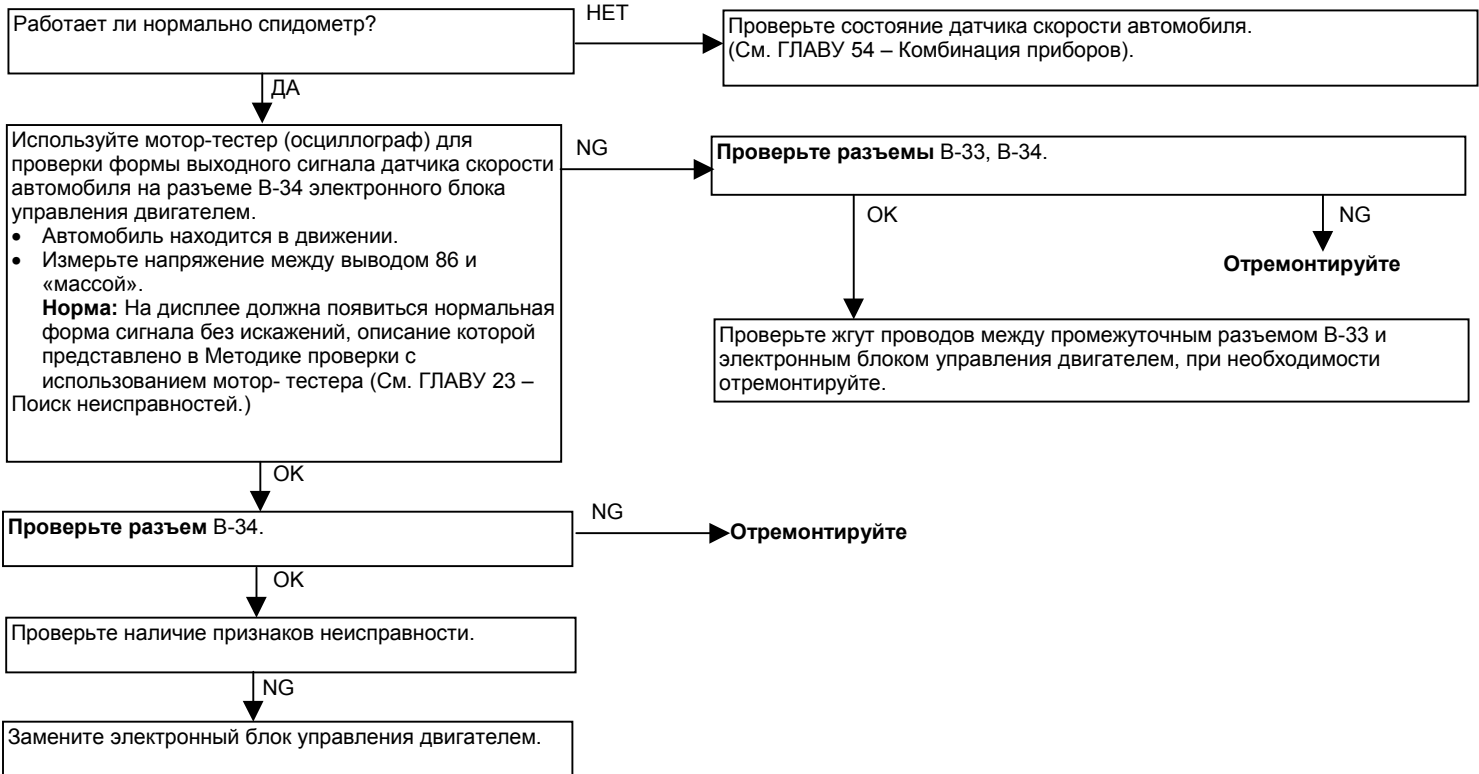 Работает ли нормально спидометр?
НЕТ
Проверьте состояние датчика скорости автомобиля.
(См. ГЛАВУ 54 – Комбинация приборов).
ДА
Используйте мотор-тестер (осциллограф) для
проверки формы выходного сигнала датчика скорости
автомобиля на разъеме В-34 электронного блока
управления двигателем.
• Автомобиль находится в движении.
• Измерьте напряжение между выводом 86 и
«массой».
Норма: На дисплее должна появиться нормальная
форма сигнала без искажений, описание которой
представлено в Методике проверки с
использованием мотор- тестера (См. ГЛАВУ 23 –
Поиск неисправностей.)
NG
Проверьте разъемы В-33, В-34.
OK
NG
Отремонтируйте
Проверьте жгут проводов между промежуточным разъемом В-33 и
электронным блоком управления двигателем, при необходимости
отремонтируйте.
OK
Проверьте разъем В-34.
NG
Отремонтируйте
OK
Проверьте наличие признаков неисправности.
NG
Замените электронный блок управления двигателем.